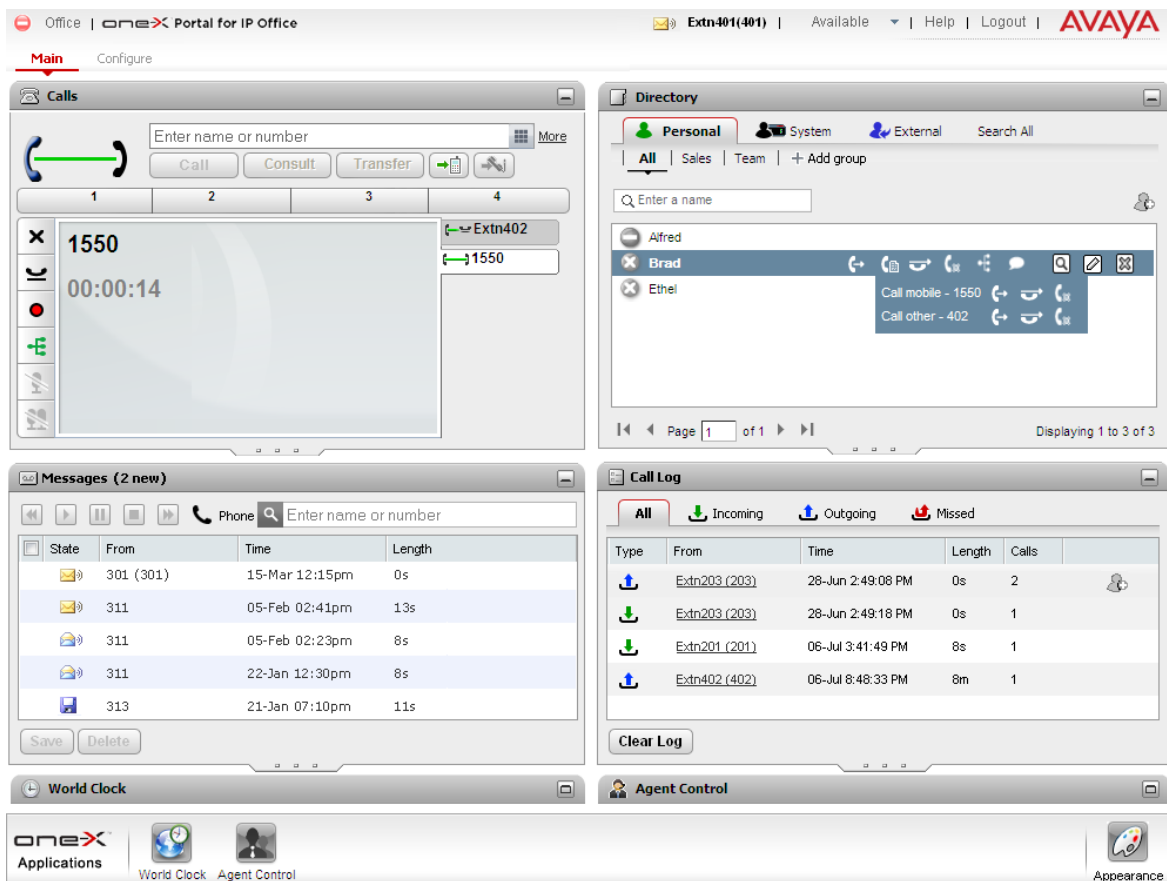 Office | one-X Portal for IP Office
Extn401(401) | Available | Help | Logout | AVAYA
Main Configure
Calls
Enter name or number More
Call Consult Transfer
1 2 3 4
1550
00:00:14
Extn402
1550
Directory
Personal System External Search All
All | Sales | Team | + Add group
Enter a name
Alfred
Brad
Ethel
Call mobile - 1550
Call other - 402
Page 1 of 1 Displaying 1 to 3 of 3
Messages (2 new)
Phone Enter name or number
State From Time Length
301 (301) 15-Mar 12:15pm 0s
311 05-Feb 02:41pm 13s
311 05-Feb 02:23pm 8s
311 22-Jan 12:30pm 8s
313 21-Jan 07:10pm 11s
Save Delete
Call Log
All Incoming Outgoing Missed
Type From Time Length Calls
Extn203 (203) 28-Jun 2:49:08 PM 0s 2
Extn203 (203) 28-Jun 2:49:18 PM 0s 1
Extn201 (201) 06-Jul 3:41:49 PM 8s 1
Extn402 (402) 06-Jul 8:48:33 PM 8m 1
Clear Log
World Clock
Agent Control
one-X
Applications
World Clock Agent Control
Appearance